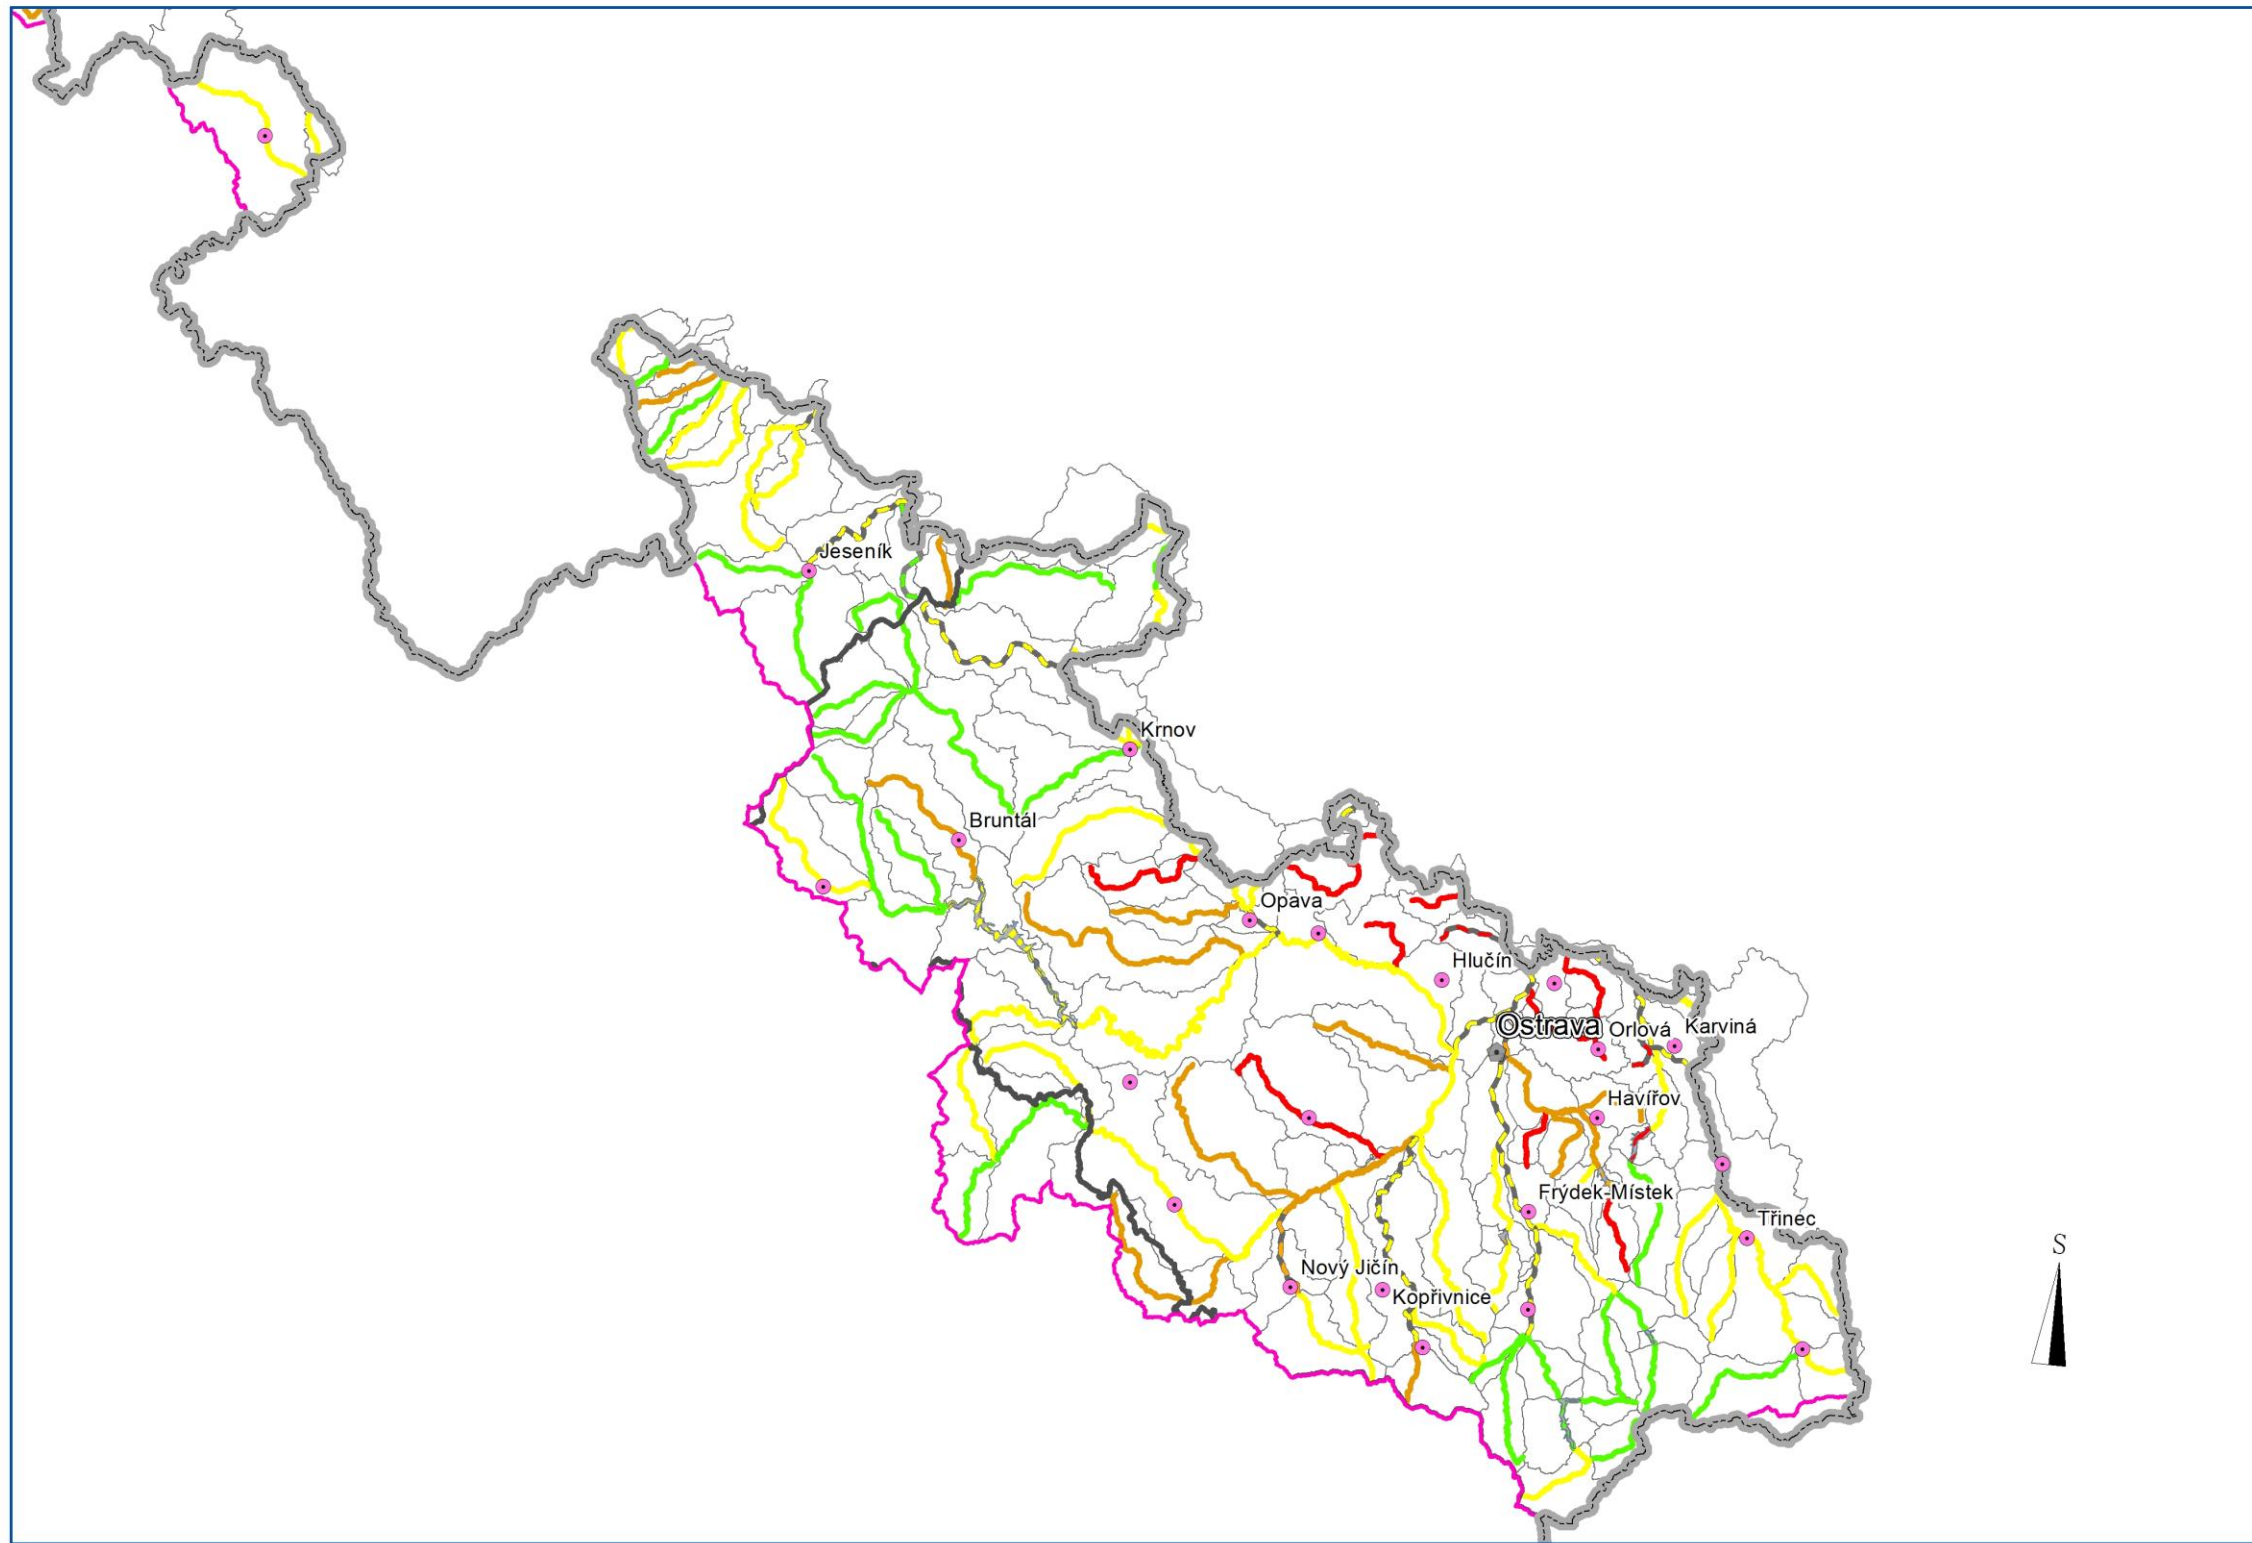 Jeseník
Krnov
Bruntál
Opava
Hlučín
Ostrava
Orlová
Karviná
Havířov
Frýdek-Místek
Třinec
S
Nový Jičín
Kopřivnice